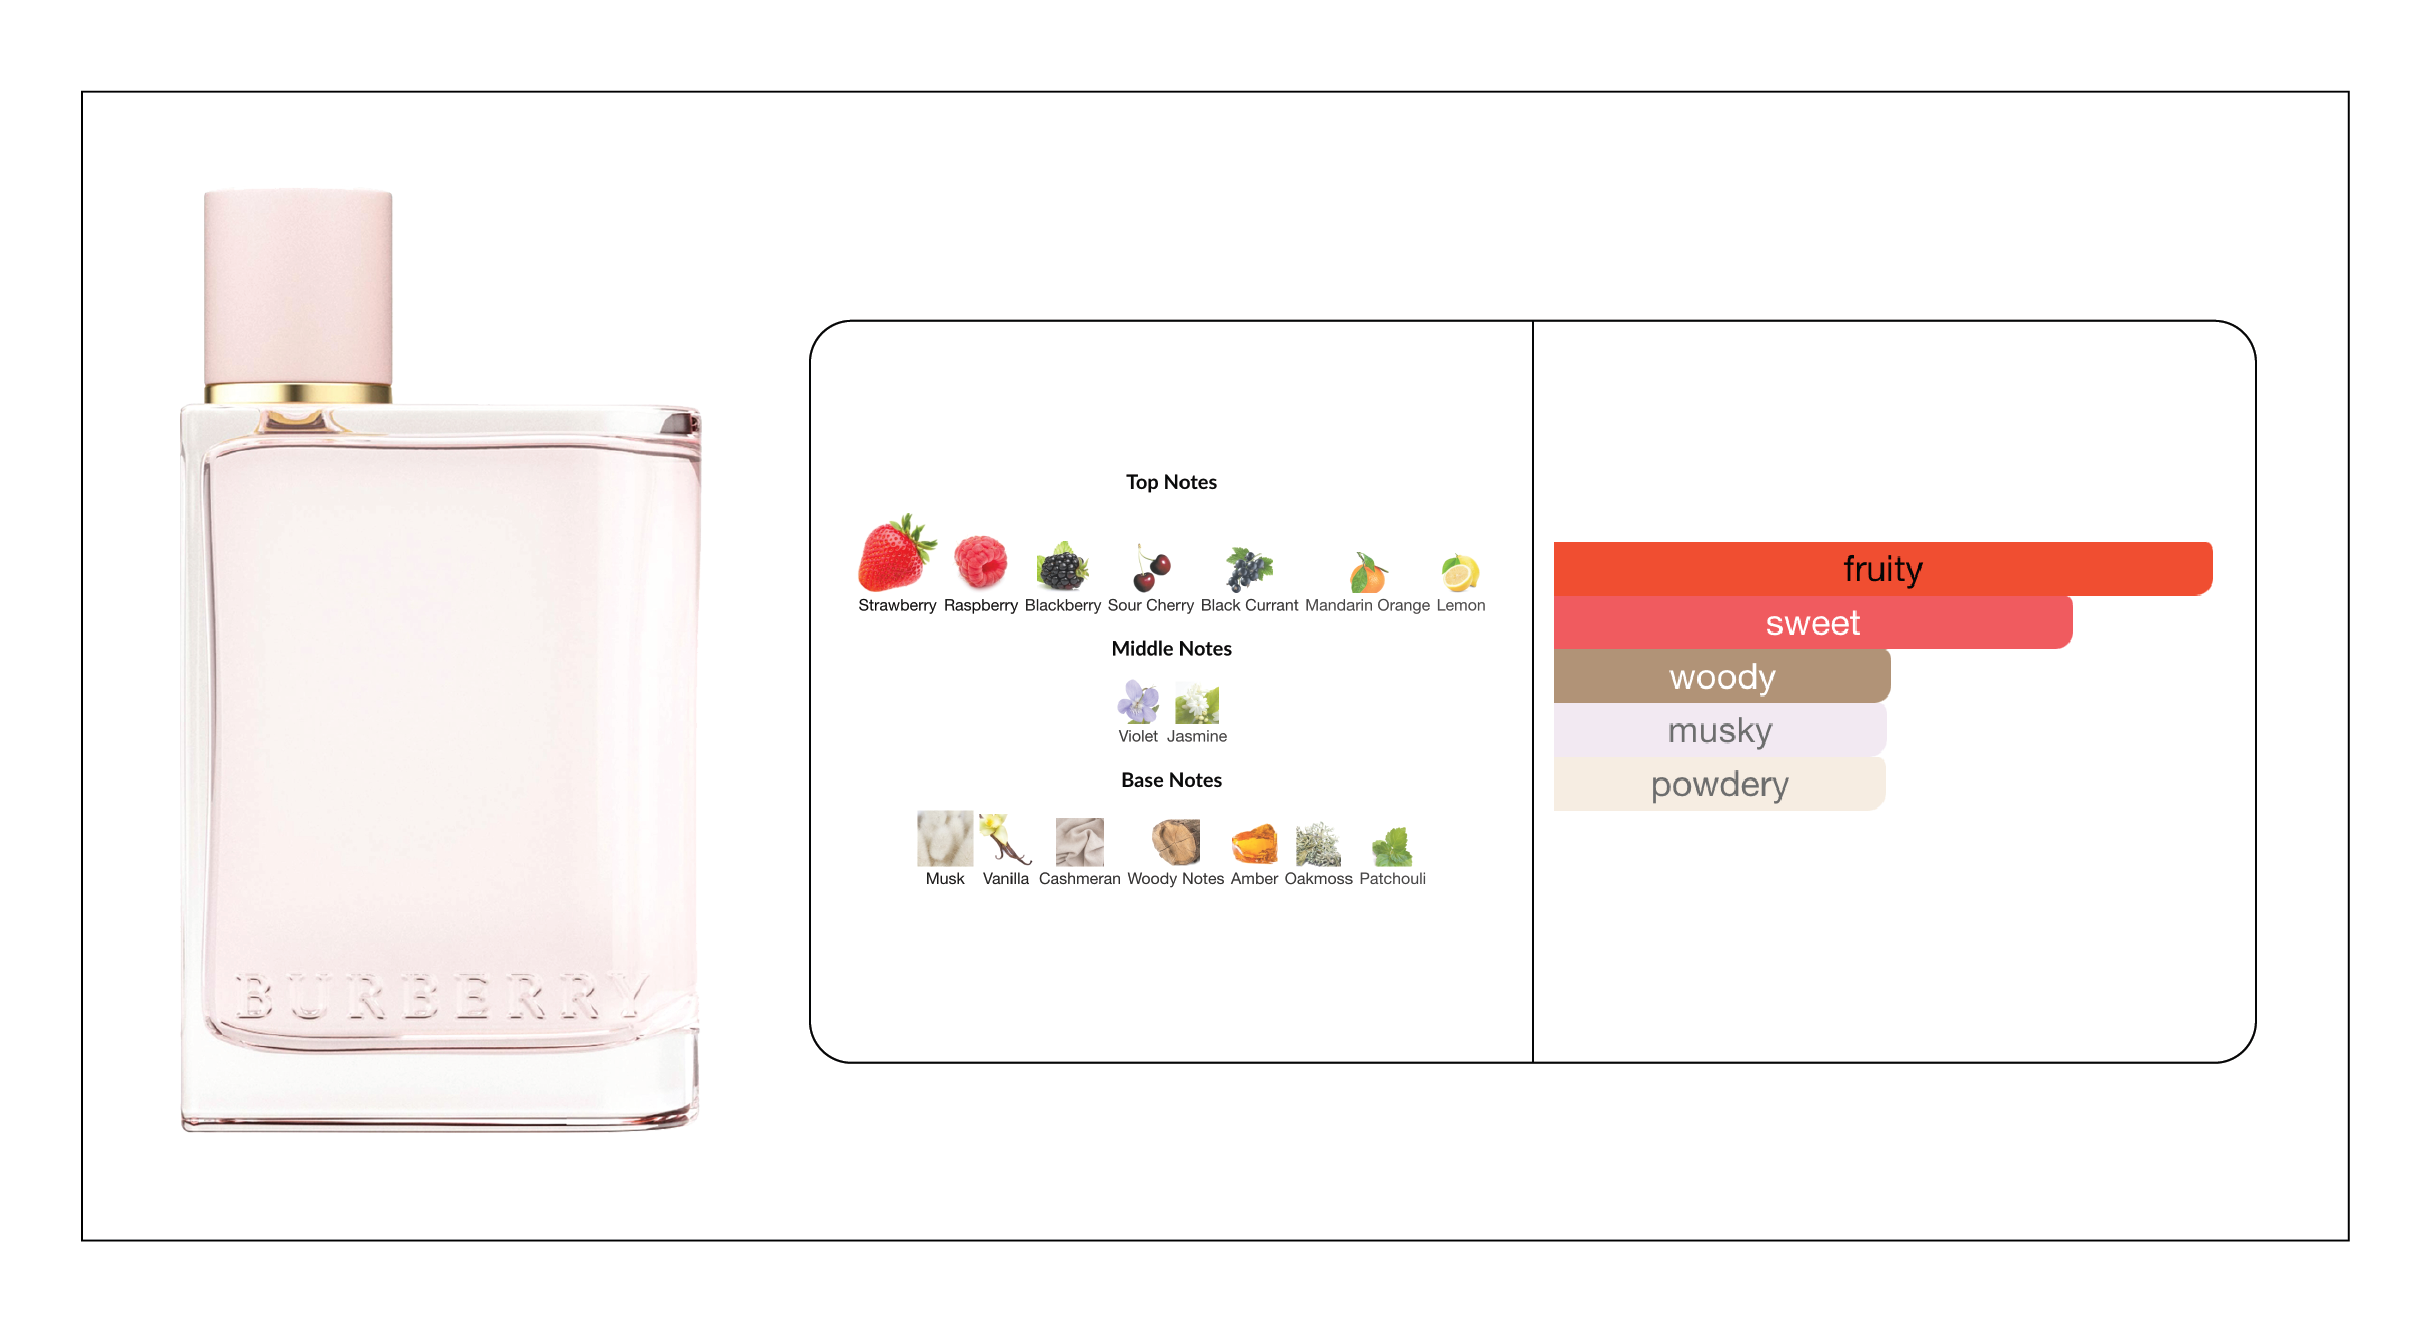 BURBERRY
Top Notes
Strawberry Raspberry Blackberry Sour Cherry Black Currant Mandarin Orange Lemon
Middle Notes
Violet Jasmine
Base Notes
Musk Vanilla Cashmeran Woody Notes Amber Oakmoss Patchouli
fruity
sweet
woody
musky
powdery